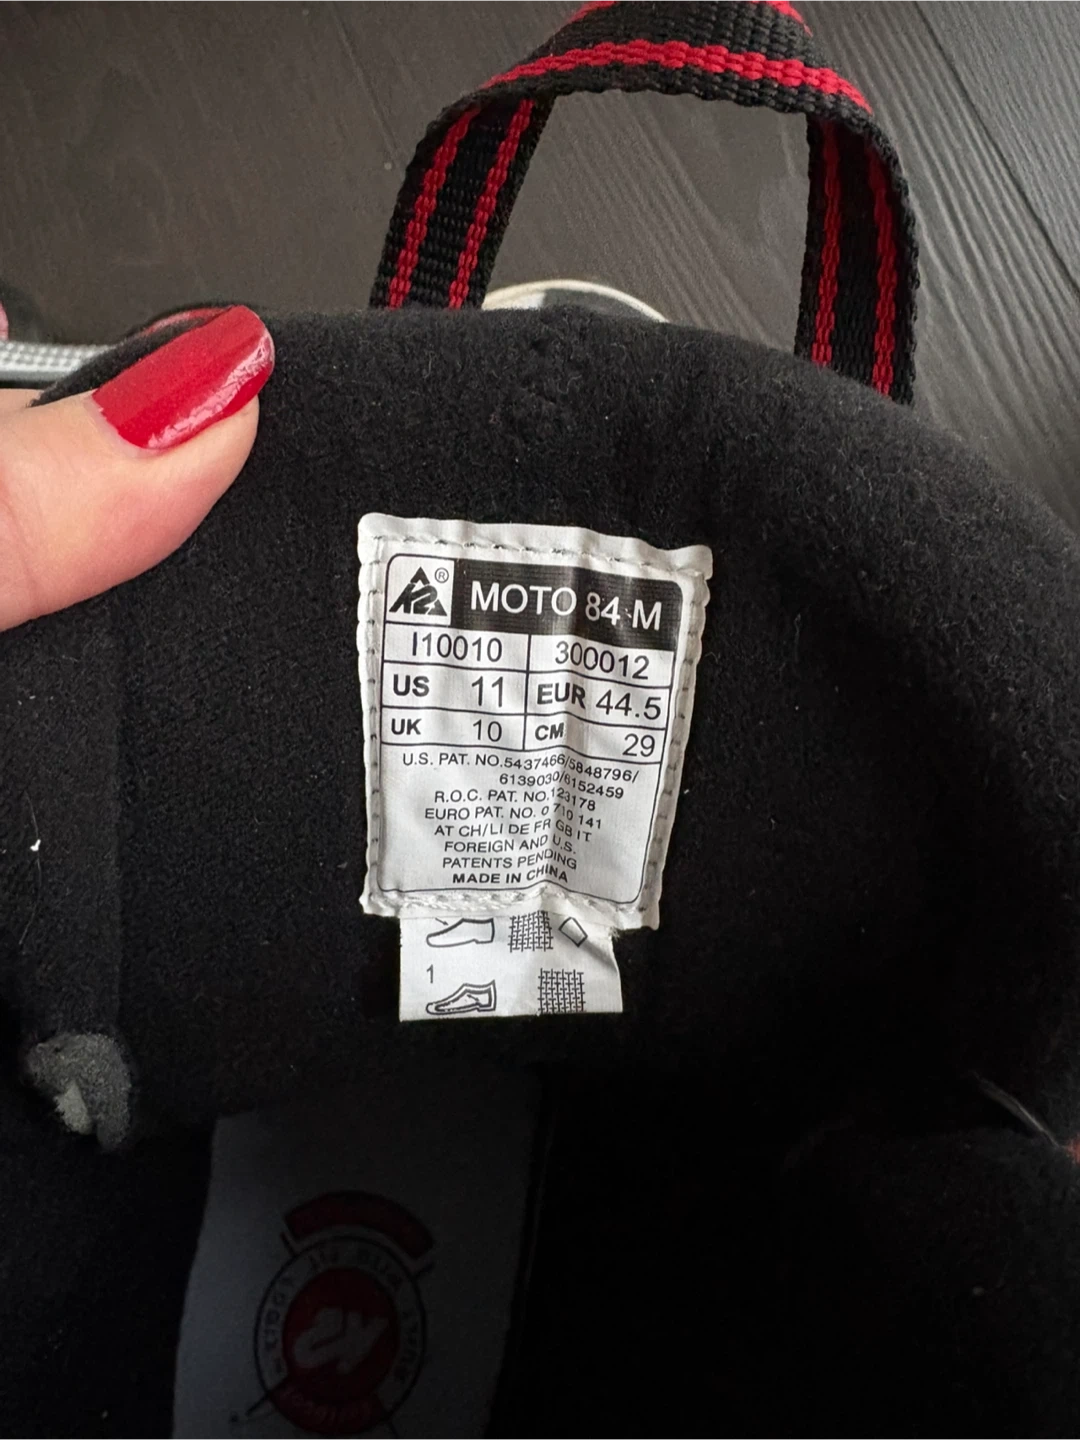 K2® MOTO 84 M
I10010 300012
US 11 EUR 44.5
UK 10 CM 29
U.S. PAT. NO.5437466/5848796/
6139030/6152459
R.O.C. PAT. NO.123178
EURO PAT. NO. 0 710 141
AT CH/LI DE FR GB IT
FOREIGN AND U.S.
PATENTS PENDING
MADE IN CHINA
1
K2